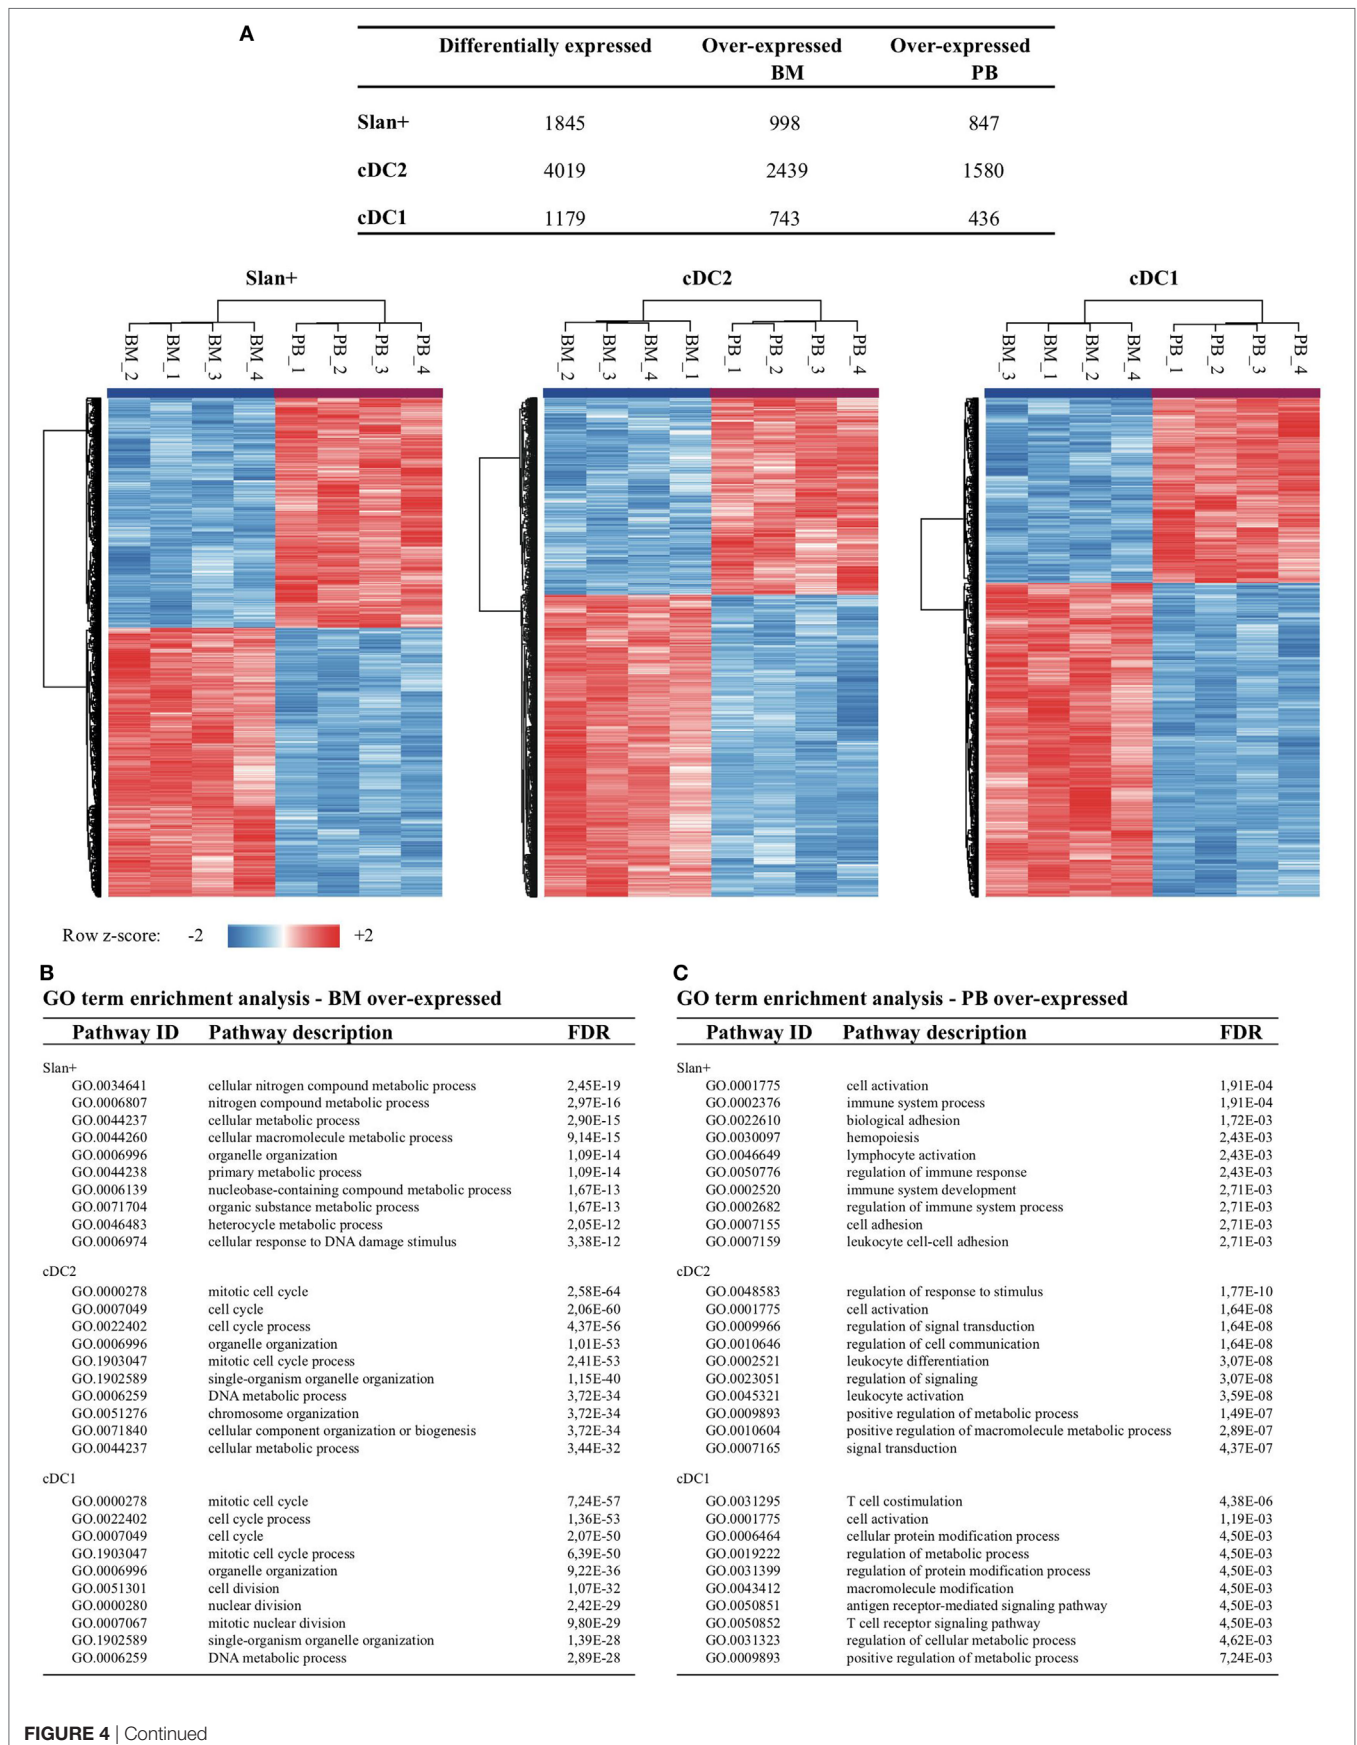 A
Differentially expressed Over-expressed BM Over-expressed PB
Slan+ 1845 998 847
cDC2 4019 2439 1580
cDC1 1179 743 436
Slan+ cDC2 cDC1
BM_2 BM_1 BM_3 BM_4 PB_1 PB_2 PB_3 PB_4
BM_2 BM_3 BM_4 BM_1 PB_1 PB_2 PB_3 PB_4
BM_3 BM_1 BM_2 BM_4 PB_1 PB_2 PB_3 PB_4
Row z-score: -2 +2
B
GO term enrichment analysis - BM over-expressed
Pathway ID Pathway description FDR
Slan+
GO.0034641 cellular nitrogen compound metabolic process 2,45E-19
GO.0006807 nitrogen compound metabolic process 2,97E-16
GO.0044237 cellular metabolic process 2,90E-15
GO.0044260 cellular macromolecule metabolic process 9,14E-15
GO.0006996 organelle organization 1,09E-14
GO.0044238 primary metabolic process 1,09E-14
GO.0006139 nucleobase-containing compound metabolic process 1,67E-13
GO.0071704 organic substance metabolic process 1,67E-13
GO.0046483 heterocycle metabolic process 2,05E-12
GO.0006974 cellular response to DNA damage stimulus 3,38E-12
cDC2
GO.0000278 mitotic cell cycle 2,58E-64
GO.0007049 cell cycle 2,06E-60
GO.0022402 cell cycle process 4,37E-56
GO.0006996 organelle organization 1,01E-53
GO.1903047 mitotic cell cycle process 2,41E-53
GO.1902589 single-organism organelle organization 1,15E-40
GO.0006259 DNA metabolic process 3,72E-34
GO.0051276 chromosome organization 3,72E-34
GO.0071840 cellular component organization or biogenesis 3,72E-34
GO.0044237 cellular metabolic process 3,44E-32
cDC1
GO.0000278 mitotic cell cycle 7,24E-57
GO.0022402 cell cycle process 1,36E-53
GO.0007049 cell cycle 2,07E-50
GO.1903047 mitotic cell cycle process 6,39E-50
GO.0006996 organelle organization 9,22E-36
GO.0051301 cell division 1,07E-32
GO.0000280 nuclear division 2,42E-29
GO.0007067 mitotic nuclear division 9,80E-29
GO.1902589 single-organism organelle organization 1,39E-28
GO.0006259 DNA metabolic process 2,89E-28
C
GO term enrichment analysis - PB over-expressed
Pathway ID Pathway description FDR
Slan+
GO.0001775 cell activation 1,91E-04
GO.0002376 immune system process 1,91E-04
GO.0022610 biological adhesion 1,72E-03
GO.0030097 hemopoiesis 2,43E-03
GO.0046649 lymphocyte activation 2,43E-03
GO.0050776 regulation of immune response 2,43E-03
GO.0002520 immune system development 2,71E-03
GO.0002682 regulation of immune system process 2,71E-03
GO.0007155 cell adhesion 2,71E-03
GO.0007159 leukocyte cell-cell adhesion 2,71E-03
cDC2
GO.0048583 regulation of response to stimulus 1,77E-10
GO.0001775 cell activation 1,64E-08
GO.0009966 regulation of signal transduction 1,64E-08
GO.0010646 regulation of cell communication 1,64E-08
GO.0002521 leukocyte differentiation 3,07E-08
GO.0023051 regulation of signaling 3,07E-08
GO.0045321 leukocyte activation 3,59E-08
GO.0009893 positive regulation of metabolic process 1,49E-07
GO.0010604 positive regulation of macromolecule metabolic process 2,89E-07
GO.0007165 signal transduction 4,37E-07
cDC1
GO.0031295 T cell costimulation 4,38E-06
GO.0001775 cell activation 1,19E-03
GO.0006464 cellular protein modification process 4,50E-03
GO.0019222 regulation of metabolic process 4,50E-03
GO.0031399 regulation of protein modification process 4,50E-03
GO.0043412 macromolecule modification 4,50E-03
GO.0050851 antigen receptor-mediated signaling pathway 4,50E-03
GO.0050852 T cell receptor signaling pathway 4,50E-03
GO.0031323 regulation of cellular metabolic process 4,62E-03
GO.0009893 positive regulation of metabolic process 7,24E-03
FIGURE 4 | Continued